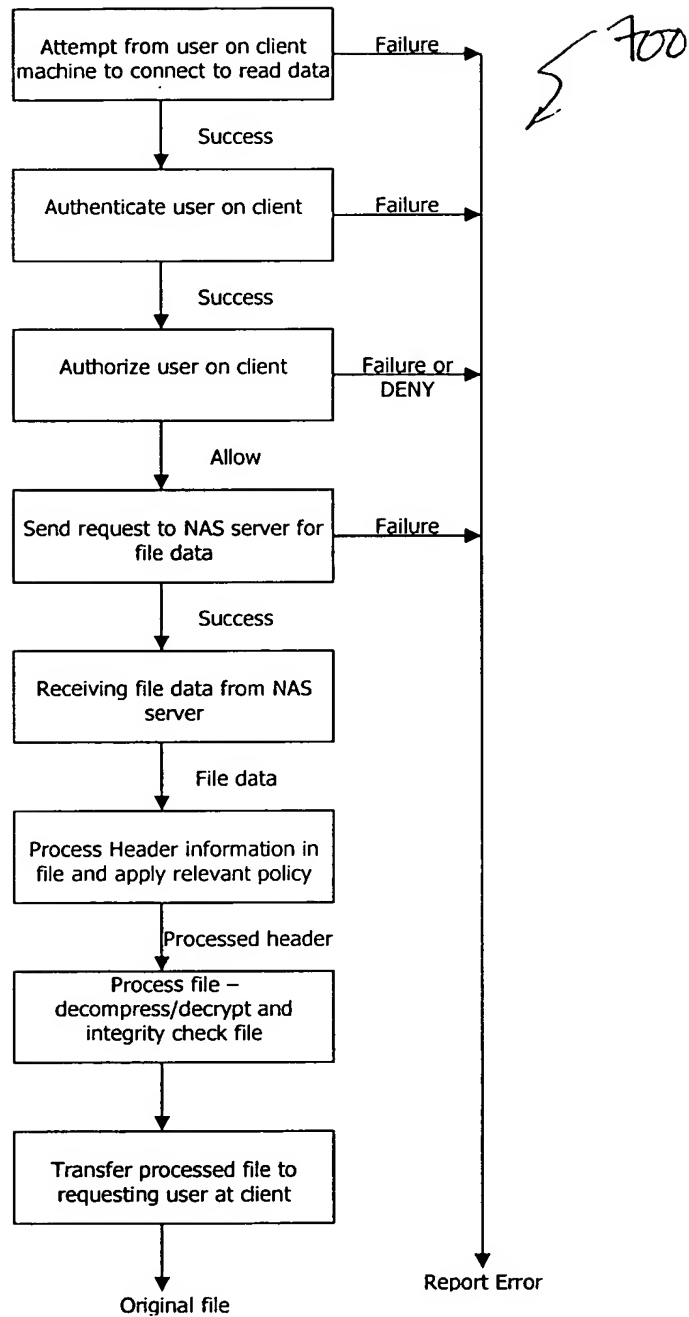 Attempt from user on client
machine to connect to read data
Failure
700
Success
Authenticate user on client
Failure
Success
Authorize user on client
Failure or
DENY
Allow
Send request to NAS server for
file data
Failure
Success
Receiving file data from NAS
server
File data
Process Header information in
file and apply relevant policy
Processed header
Process file –
decompress/decrypt and
integrity check file
Transfer processed file to
requesting user at client
Original file
Report Error